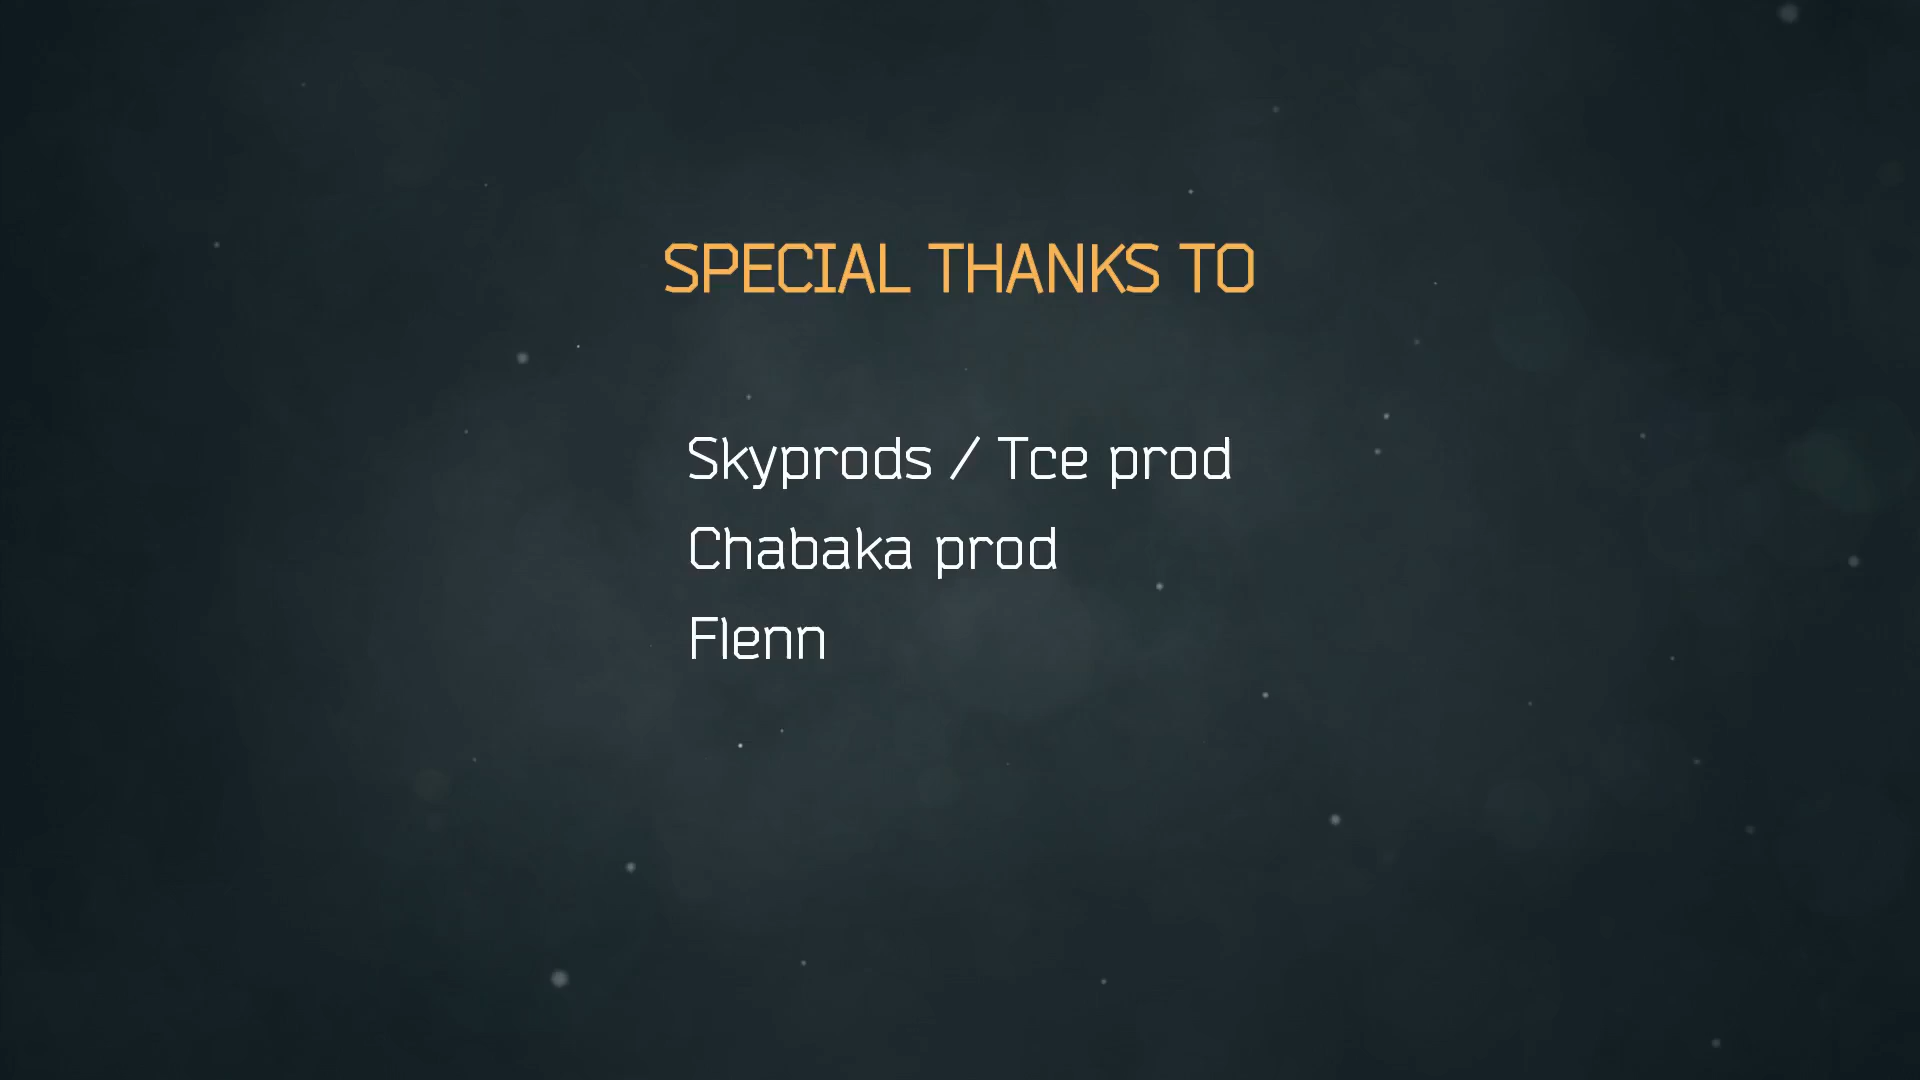 SPECIAL THANKS TO
Skyprods / Tce prod
Chabaka prod
Flenn